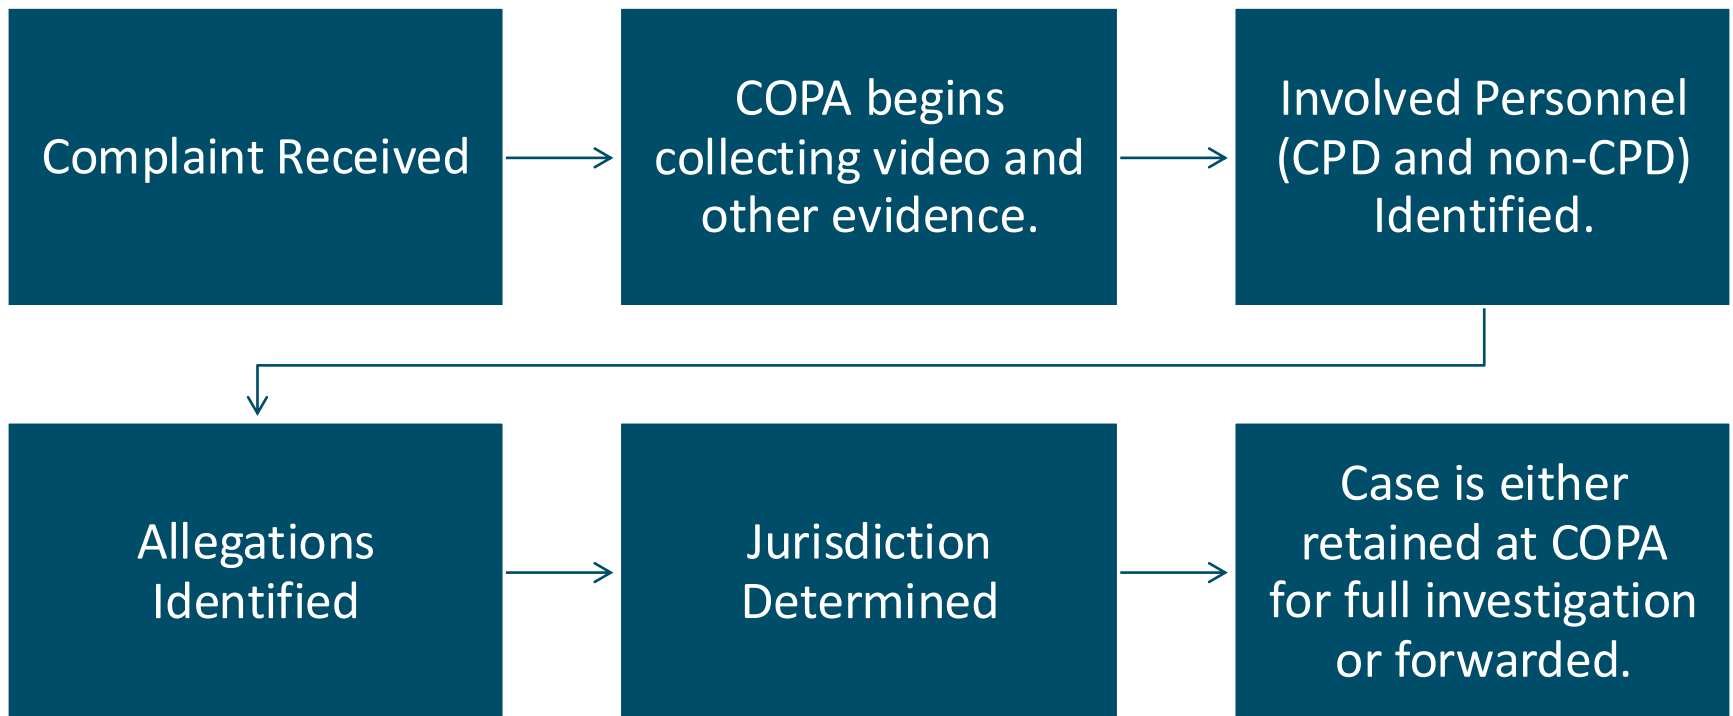 Complaint Received
COPA begins
collecting video and
other evidence.
Involved Personnel
(CPD and non-CPD)
Identified.
Allegations
Identified
Jurisdiction
Determined
Case is either
retained at COPA
for full investigation
or forwarded.